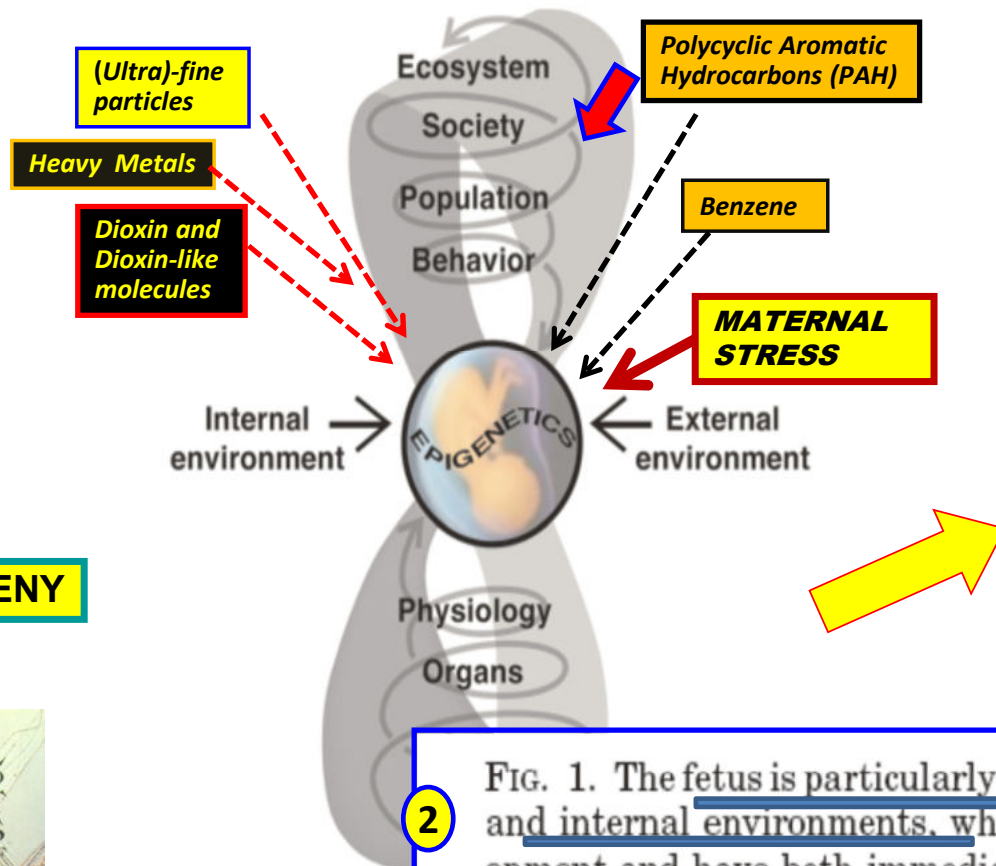 (Ultra)-fine
particles
Heavy Metals
Dioxin and
Dioxin-like
molecules
Ecosystem
Society
Population
Behavior
Polycyclic Aromatic
Hydrocarbons (PAH)
Benzene
MATERNAL
STRESS
Internal
environment
EPIGENETICS
External
environment
ENY
Physiology
Organs
2
FIG. 1. The fetus is particularly
and internal environments, wh